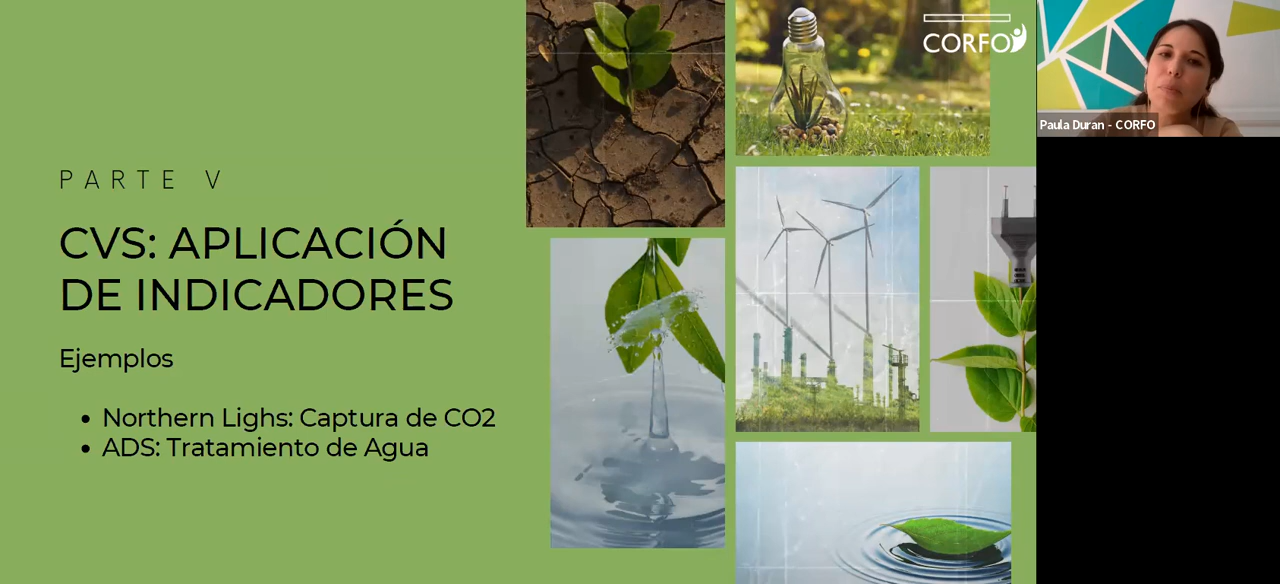 PARTE V
CVS: APLICACIÓN
DE INDICADORES
Ejemplos
• Northern Lighs: Captura de CO2
• ADS: Tratamiento de Agua
CORFO
Paula Duran - CORFO